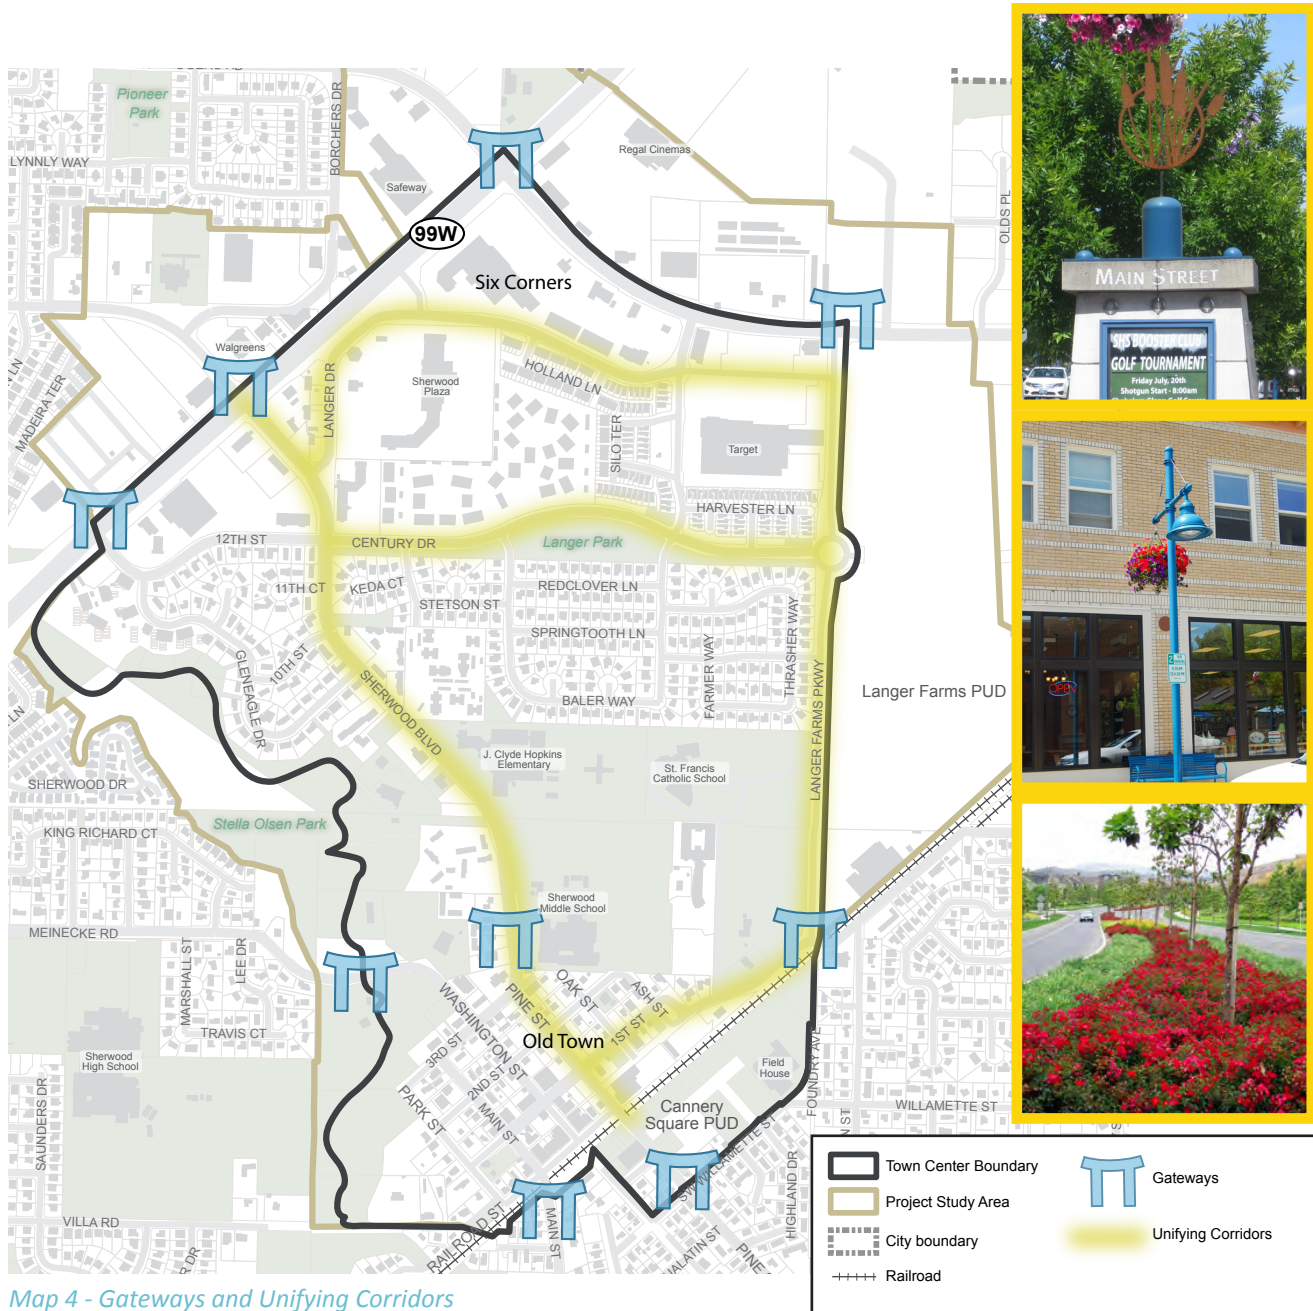 Pioneer
Park
BORCHERS DR
LYNNLY WAY
Safeway
Regal Cinemas
OLDS PL
99W
Six Corners
Walgreens
MADEIRA TER
LANGER DR
Sherwood
Plaza
HOLLAND LN
SILO TER
Target
HARVESTER LN
12TH ST
CENTURY DR
Langer Park
11TH CT
KEDA CT
REDCLOVER LN
STETSON ST
SPRINGTOOTH LN
GLENEAGLE DR
10TH ST
SHERWOOD BLVD
BALER WAY
FARMER WAY
THRASHER WAY
LANGER FARMS PKWY
Langer Farms PUD
J. Clyde Hopkins
Elementary
St. Francis
Catholic School
SHERWOOD DR
KING RICHARD CT
Stella Olsen Park
MEINECKE RD
MARSHALL ST
LEE DR
TRAVIS CT
Sherwood
Middle School
WASHINGTON ST
PINE ST
OAK ST
ASH ST
1ST ST
Old Town
3RD ST
2ND ST
MAIN ST
PARK ST
Sherwood
High School
SAUNDERS DR
Field
House
FOUNDRY AVE
WILLAMETTE ST
Cannery
Square PUD
SW WILLAMETTE ST
HIGHLAND DR
VILLA RD
RAILROAD ST
MAIN ST
MAIN STREET
SHS BOOSTER CLUB
GOLF TOURNAMENT
Friday July, 20th
Shotgun Start - 8:00am
OPEN
Town Center Boundary
Project Study Area
City boundary
Railroad
Gateways
Unifying Corridors
Map 4 - Gateways and Unifying Corridors